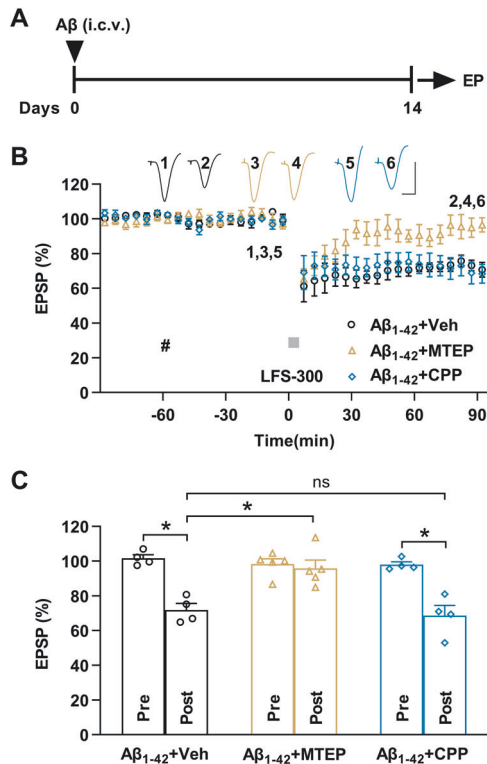 A
Aβ (i.c.v.)
EP
Days 0 14
B
1 2 3 4 5 6
120
100
80
60
40
20
0
EPSP (%)
2,4,6
1,3,5
#
LFS-300
Aβ1-42+Veh
Aβ1-42+MTEP
Aβ1-42+CPP
-60 -30 0 30 60 90
Time(min)
C
ns
* * *
120
100
80
60
40
20
0
EPSP (%)
Pre Post Pre Post Pre Post
Aβ1-42+Veh Aβ1-42+MTEP Aβ1-42+CPP